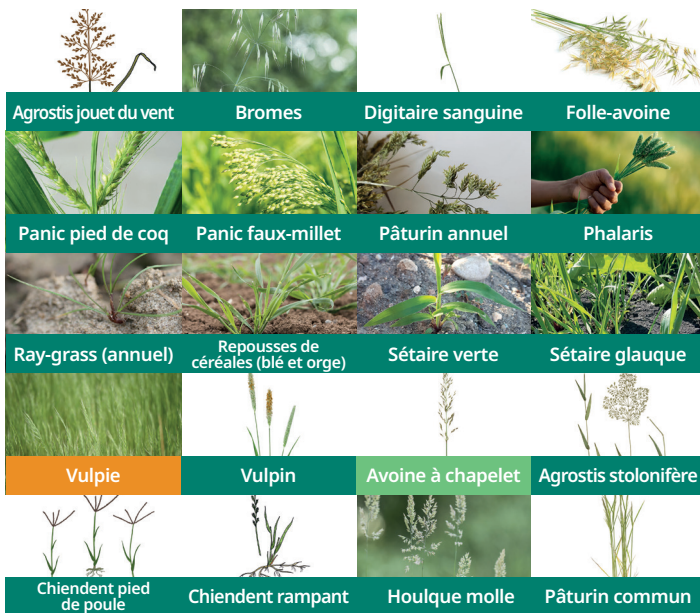 Agrostis jouet du vent
Bromes
Digitaire sanguine
Folle-avoine
Panic pied de coq
Panic faux-millet
Pâturin annuel
Phalaris
Ray-grass (annuel)
Repousses de
céréales (blé et orge)
Sétaire verte
Sétaire glauque
Vulpie
Vulpin
Avoine à chapelet
Agrostis stolonifère
Chiendent pied
de poule
Chiendent rampant
Houlque molle
Pâturin commun